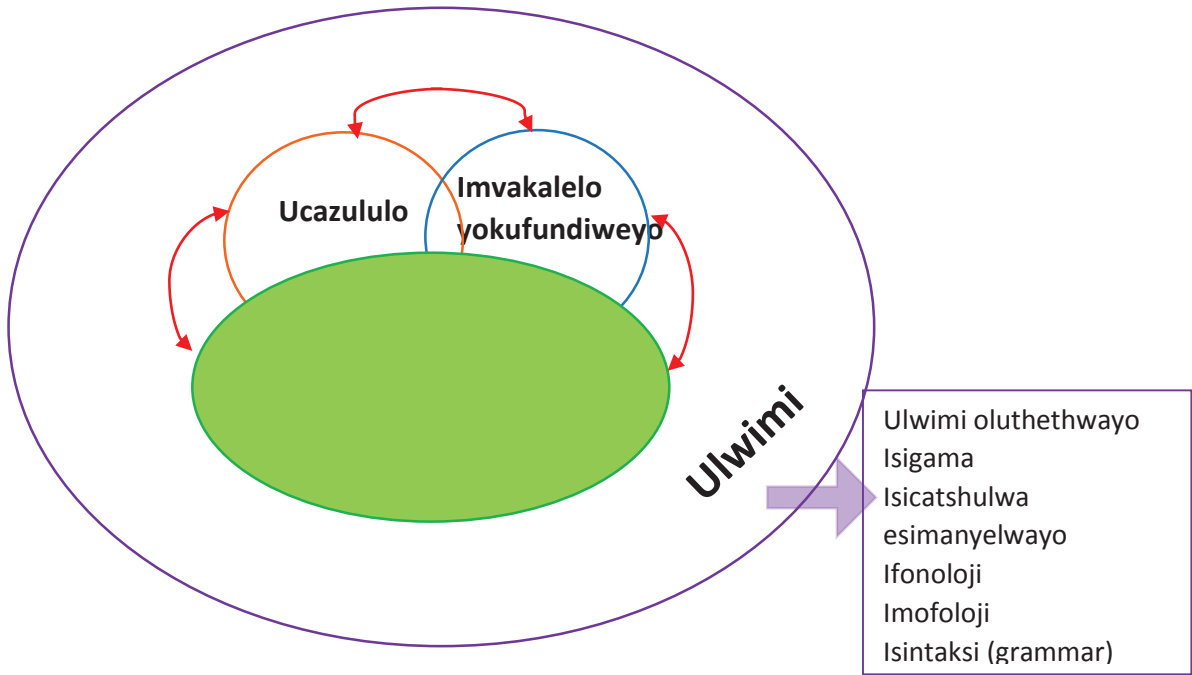 Ucazululo
Imvakalelo
yokufundiweyo
Ulwimi
Ulwimi oluthethwayo
Isigama
Isicatshulwa
esimanyelwayo
Ifonoloji
Imofoloji
Isintaksi (grammar)